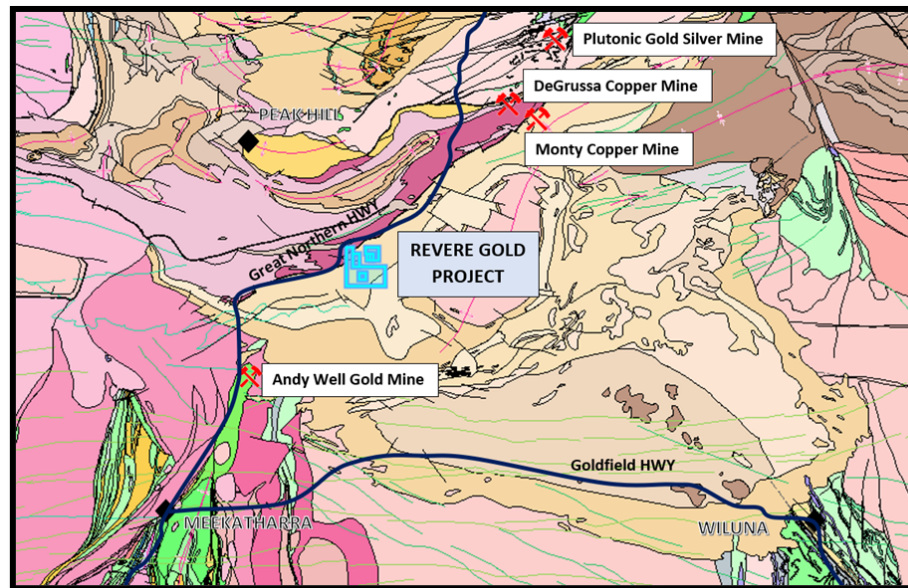 Plutonic Gold Silver Mine
DeGrussa Copper Mine
PEAK HILL
Monty Copper Mine
Great Northern HWY
REVERE GOLD
PROJECT
Andy Well Gold Mine
Goldfield HWY
MEEKATHARRA
WILUNA